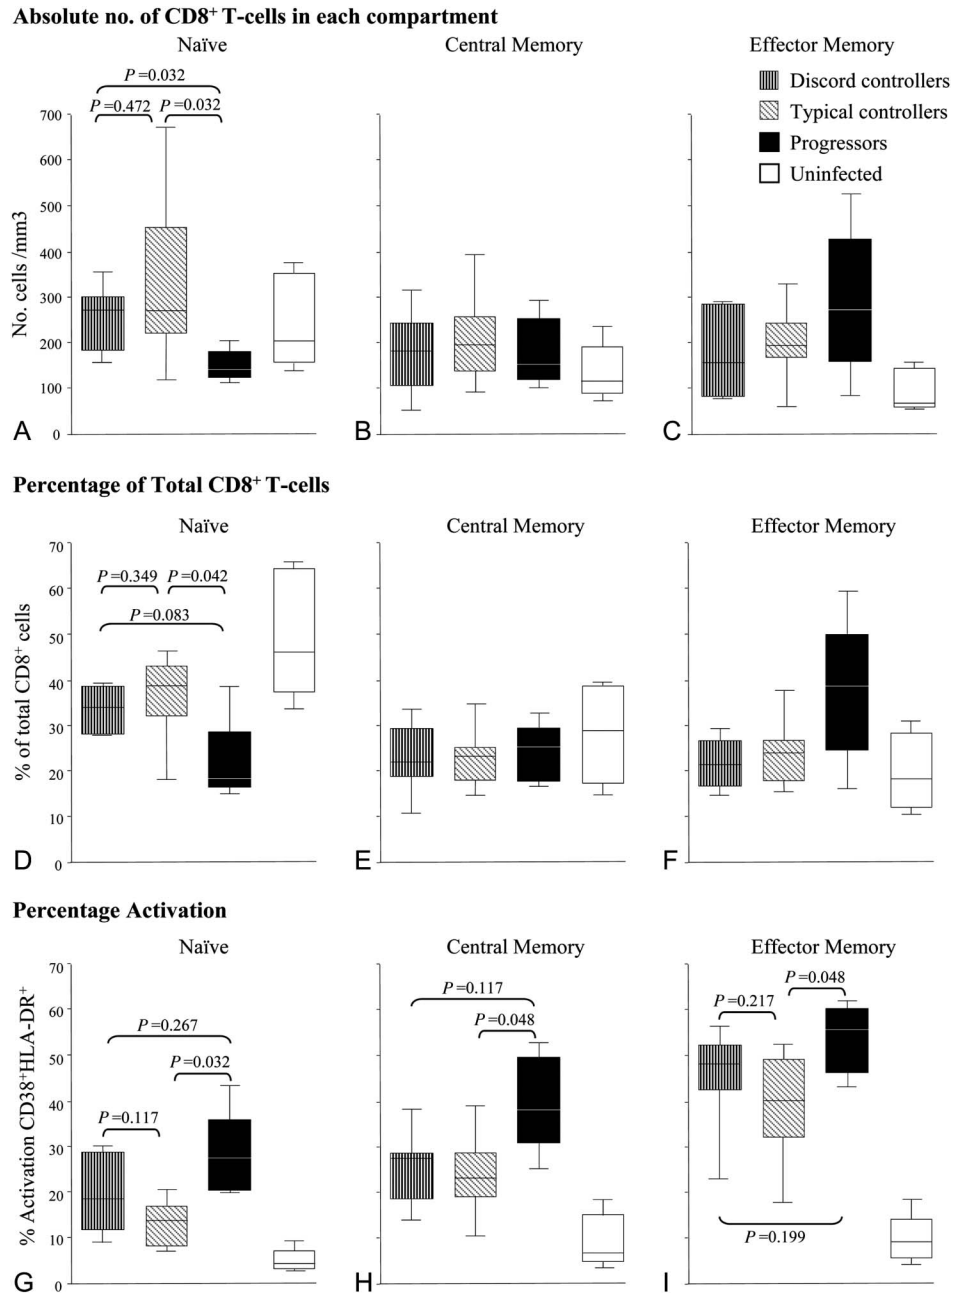 Absolute no. of CD8⁺ T-cells in each compartment
Naïve
Central Memory
Effector Memory
Discord controllers
Typical controllers
Progressors
Uninfected
P=0.032
P=0.472
P=0.032
No. cells /mm3
700
600
500
400
300
200
100
0
A
B
C
Percentage of Total CD8⁺ T-cells
Naïve
Central Memory
Effector Memory
P=0.349
P=0.042
P=0.083
% of total CD8⁺ cells
70
60
50
40
30
20
10
0
D
E
F
Percentage Activation
Naïve
Central Memory
Effector Memory
% Activation CD38⁺HLA-DR⁺
70
60
50
40
30
20
10
0
P=0.267
P=0.032
P=0.117
P=0.117
P=0.048
P=0.048
P=0.217
P=0.199
G
H
I